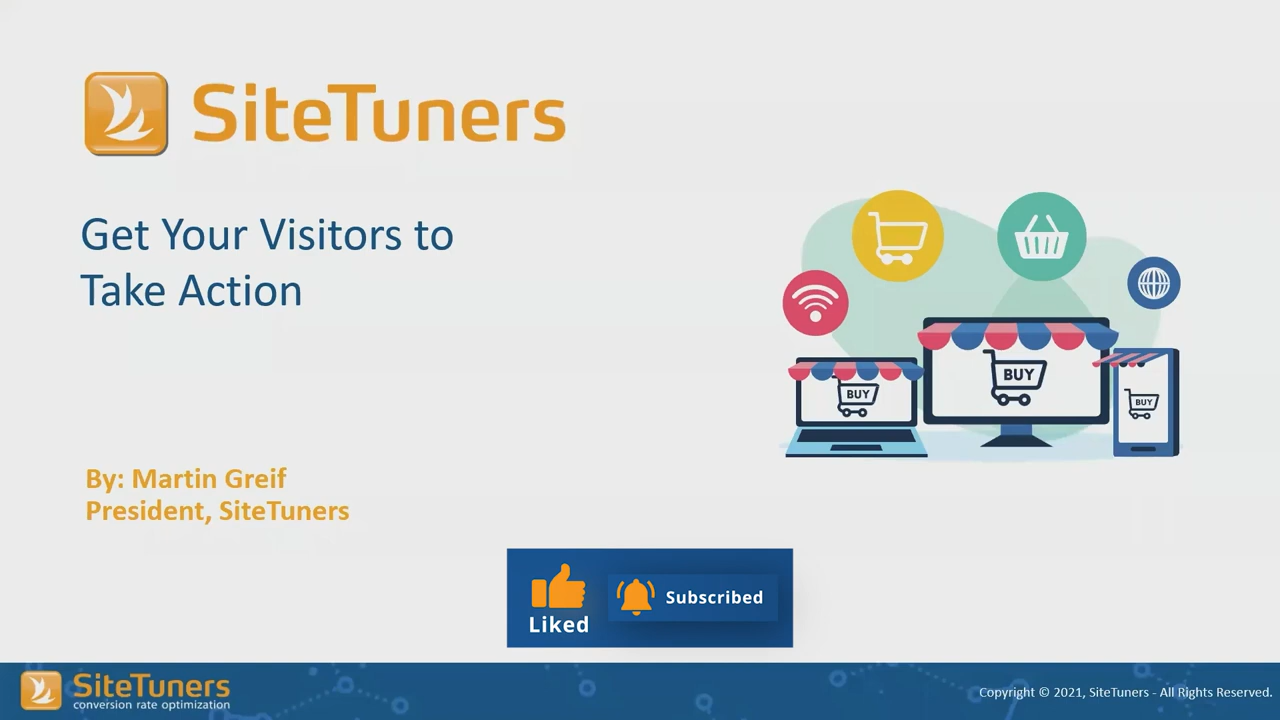 SiteTuners
Get Your Visitors to
Take Action
BUY
BUY
BUY
By: Martin Greif
President, SiteTuners
Liked
Subscribed
SiteTuners
conversion rate optimization
Copyright © 2021, SiteTuners - All Rights Reserved.